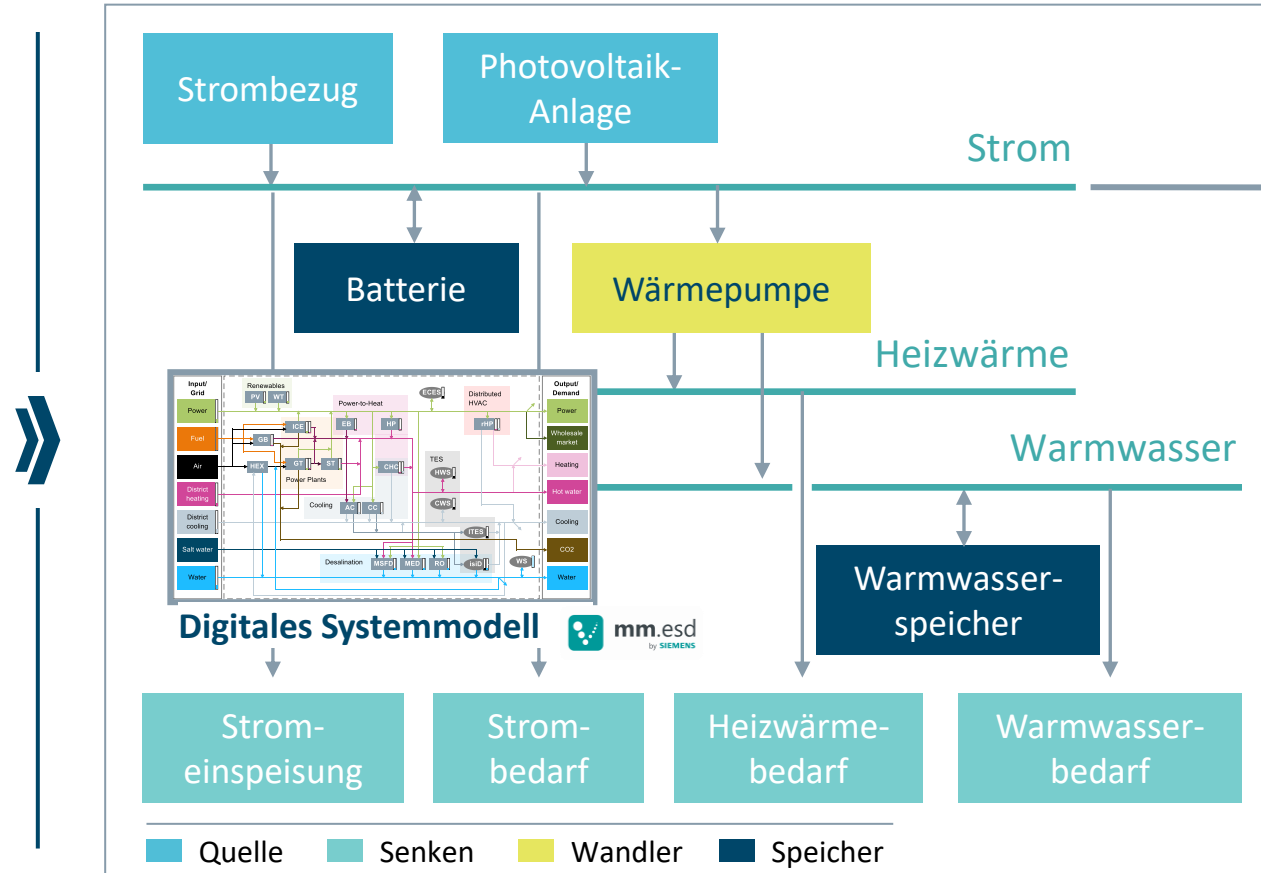 Strombezug
Photovoltaik-
Anlage
Strom
Batterie
Wärmepumpe
Heizwärme
Warmwasser
Input/
Grid
Renewables
PV
WT
Power-to-Heat
ECES
Distributed
HVAC
Output/
Demand
Power
ICE
EB
HP
rHP
Power
Fuel
GB
Wholesale
market
Air
HEX
GT
ST
CHC
TES
HWS
Heating
Power Plants
District
heating
Cooling
AC
CC
CWS
Hot water
District
cooling
ITES
Cooling
Salt water
Desalination
MSFD
MED
RO
isID
WS
CO2
Water
Water
Digitales Systemmodell
mm.esd
by SIEMENS
Warmwasser-
speicher
Strom-
einspeisung
Strom-
bedarf
Heizwärme-
bedarf
Warmwasser-
bedarf
Quelle
Senken
Wandler
Speicher